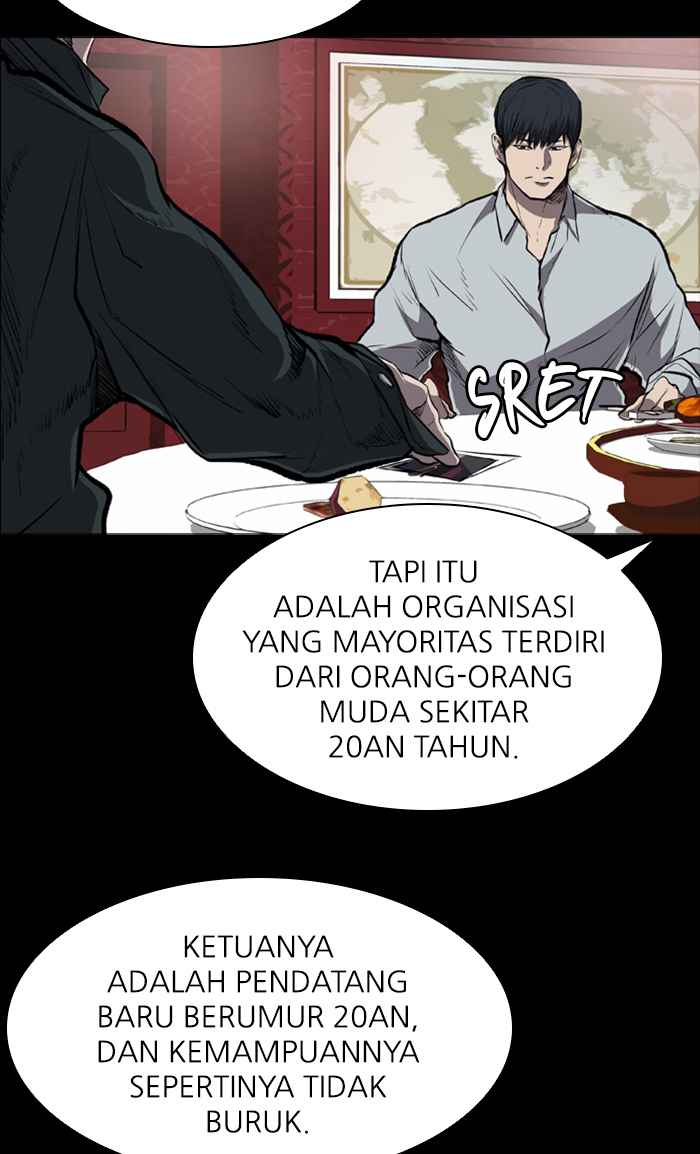 SRET
TAPI ITU
ADALAH ORGANISASI
YANG MAYORITAS TERDIRI
DARI ORANG-ORANG
MUDA SEKITAR
20AN TAHUN.
KETUANYA
ADALAH PENDATANG
BARU BERUMUR 20AN,
DAN KEMAMPUANNYA
SEPERTINYA TIDAK
BURUK.